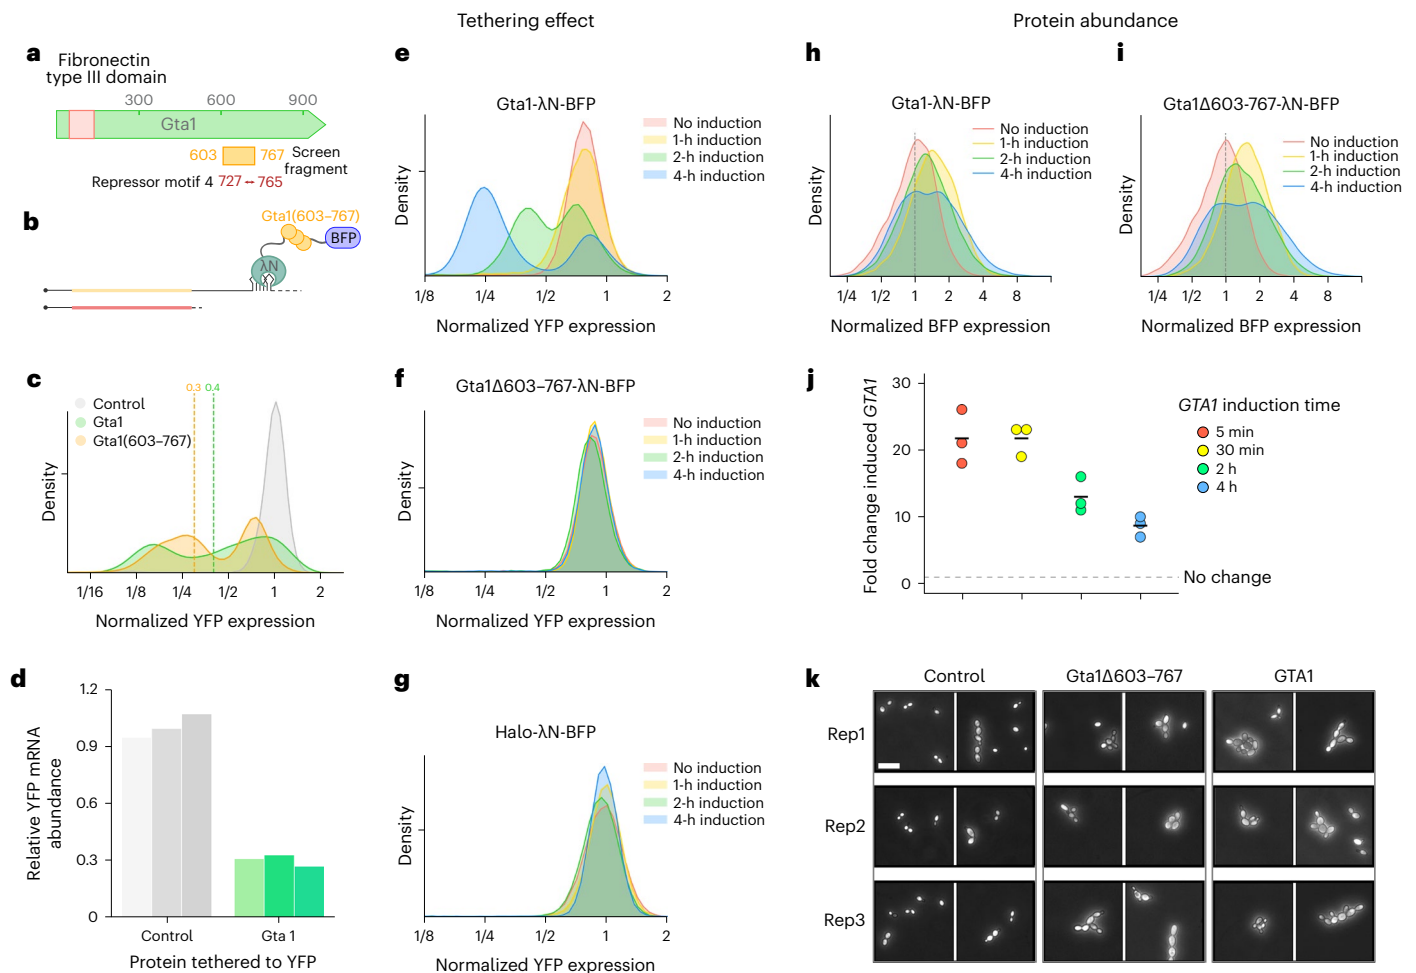 Tethering effect
Protein abundance
a
Fibronectin
type III domain
300 600 900
Gta1
603 767 Screen
fragment
Repressor motif 4 727 – 765
b
Gta1(603–767)
BFP
λN
c
0.3 0.4
Control
Gta1
Gta1(603–767)
Density
1/16 1/8 1/4 1/2 1 2
Normalized YFP expression
d
Relative YFP mRNA
abundance
1.2
0.9
0.6
0.3
0
Control Gta 1
Protein tethered to YFP
e
Gta1-λN-BFP
No induction
1-h induction
2-h induction
4-h induction
Density
1/8 1/4 1/2 1 2
Normalized YFP expression
f
Gta1Δ603–767-λN-BFP
No induction
1-h induction
2-h induction
4-h induction
Density
1/8 1/4 1/2 1 2
Normalized YFP expression
g
Halo-λN-BFP
No induction
1-h induction
2-h induction
4-h induction
Density
1/8 1/4 1/2 1 2
Normalized YFP expression
h
Gta1-λN-BFP
No induction
1-h induction
2-h induction
4-h induction
Density
1/4 1/2 1 2 4 8
Normalized BFP expression
i
Gta1Δ603-767-λN-BFP
No induction
1-h induction
2-h induction
4-h induction
Density
1/4 1/2 1 2 4 8
Normalized BFP expression
j
Fold change induced GTA1
30
20
10
0
No change
GTA1 induction time
5 min
30 min
2 h
4 h
k
Control Gta1Δ603–767 GTA1
Rep1
Rep2
Rep3